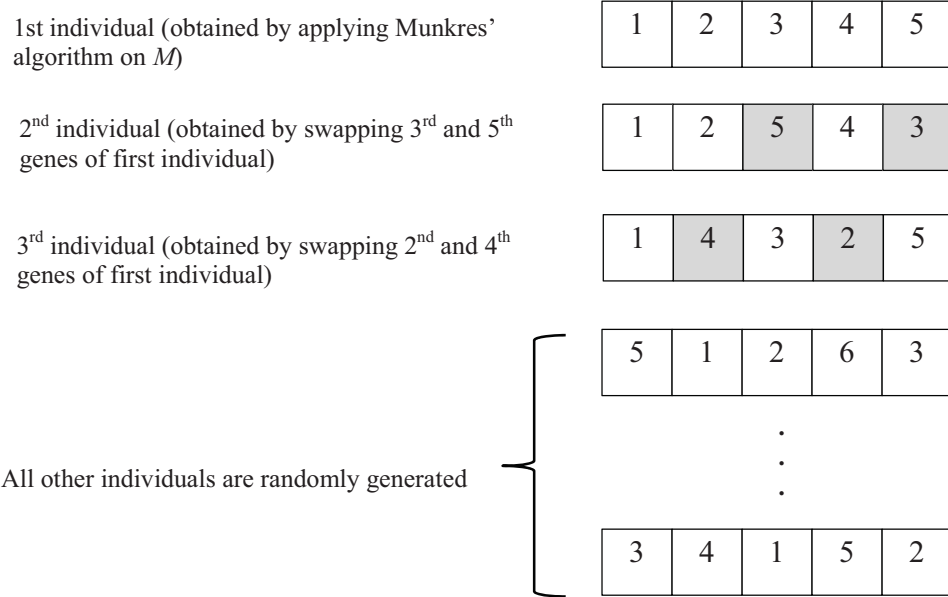 1st individual (obtained by applying Munkres’
algorithm on M)
1 2 3 4 5
2nd individual (obtained by swapping 3rd and 5th
genes of first individual)
1 2 5 4 3
3rd individual (obtained by swapping 2nd and 4th
genes of first individual)
1 4 3 2 5
5 1 2 6 3
All other individuals are randomly generated
3 4 1 5 2